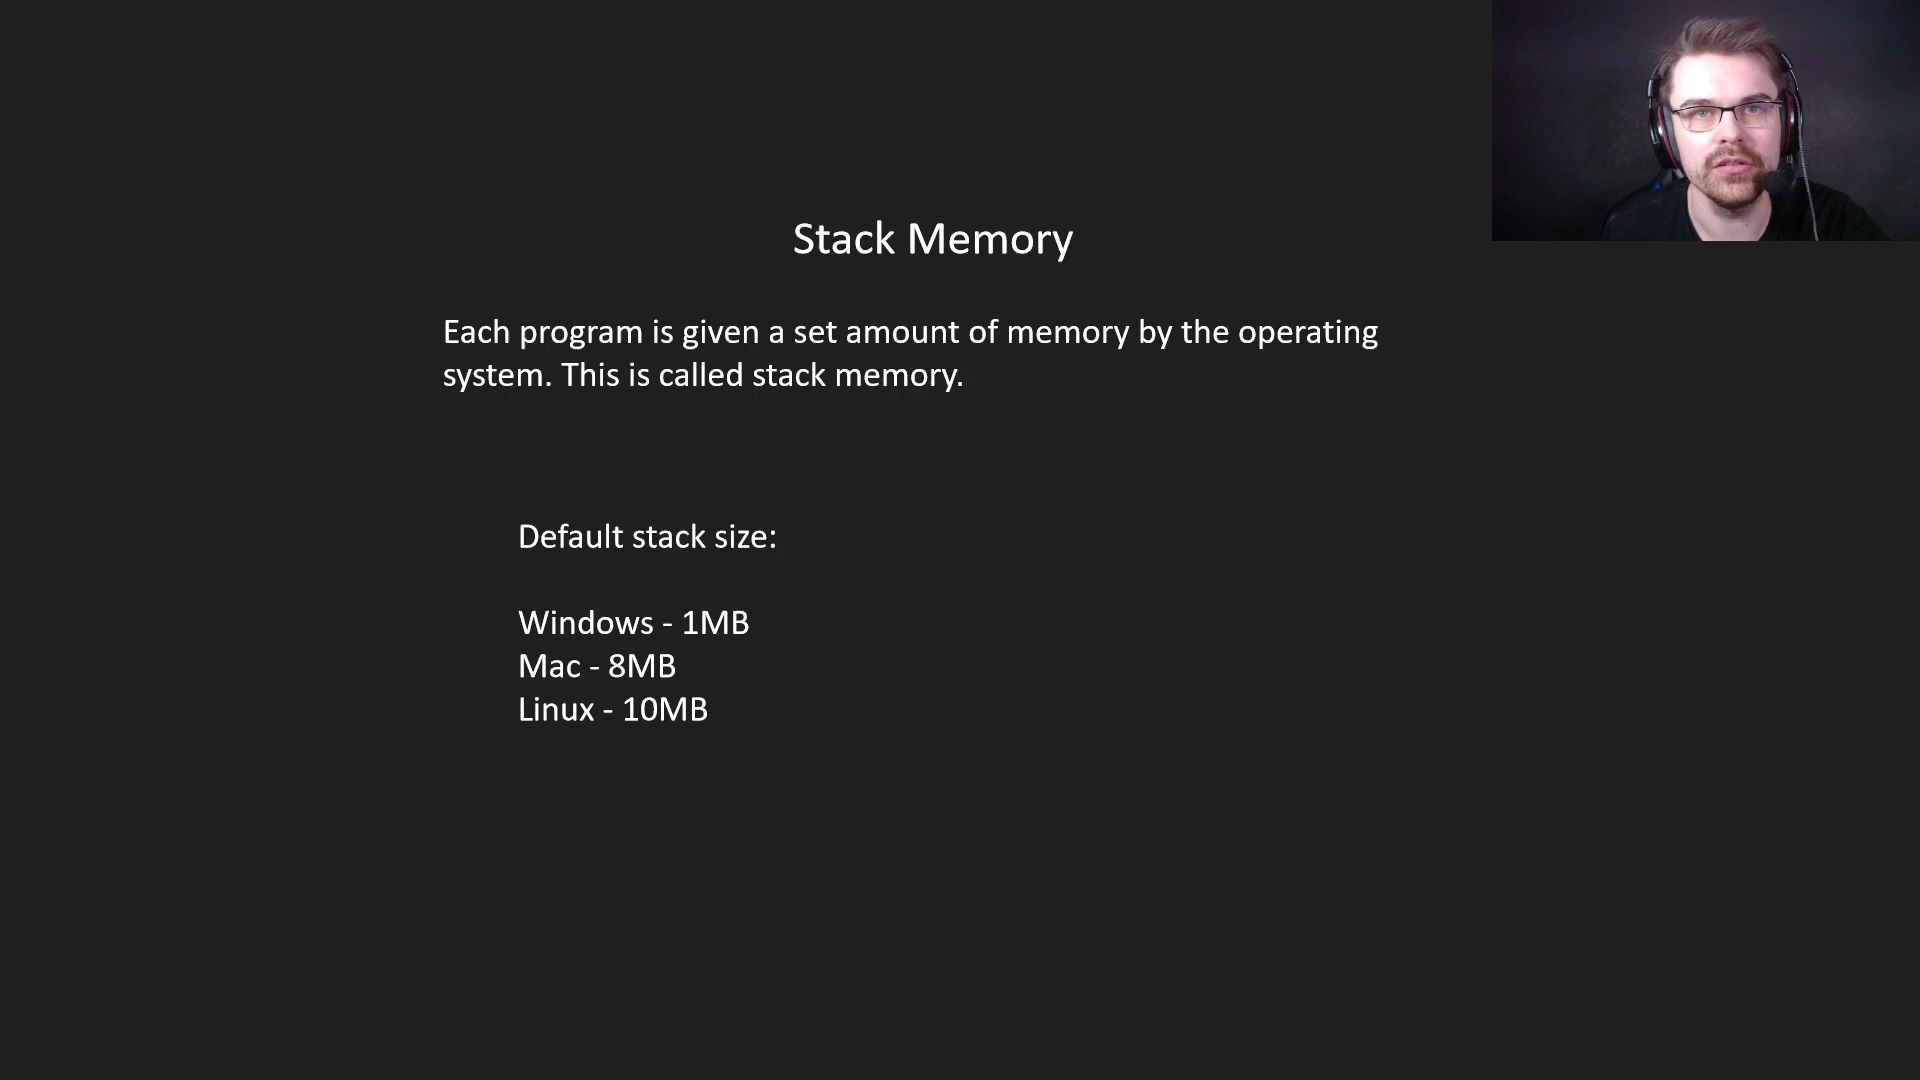 Stack Memory
Each program is given a set amount of memory by the operating
system. This is called stack memory.
Default stack size:
Windows - 1MB
Mac - 8MB
Linux - 10MB